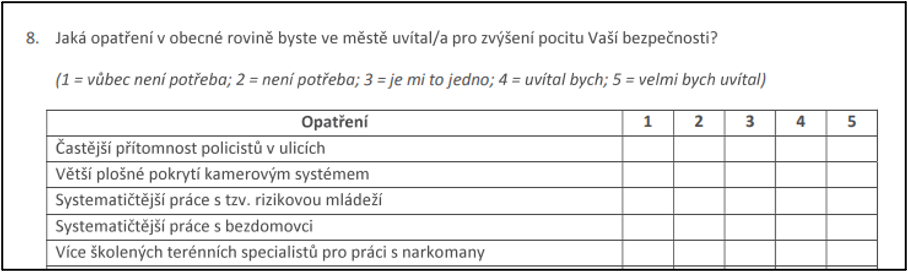 8. Jaká opatření v obecné rovině byste ve městě uvítal/a pro zvýšení pocitu Vaší bezpečnosti?
(1 = vůbec není potřeba; 2 = není potřeba; 3 = je mi to jedno; 4 = uvítal bych; 5 = velmi bych uvítal)
Opatření 1 2 3 4 5
Častější přítomnost policistů v ulicích
Větší plošné pokrytí kamerovým systémem
Systematičtější práce s tzv. rizikovou mládeží
Systematičtější práce s bezdomovci
Více školených terénních specialistů pro práci s narkomany